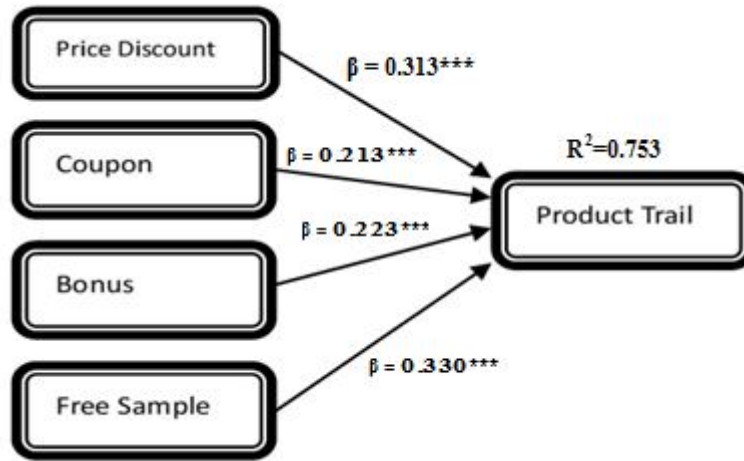 Price Discount
β = 0.313***
Coupon
β = 0.213***
R²=0.753
Product Trail
Bonus
β = 0.223***
Free Sample
β = 0.330***